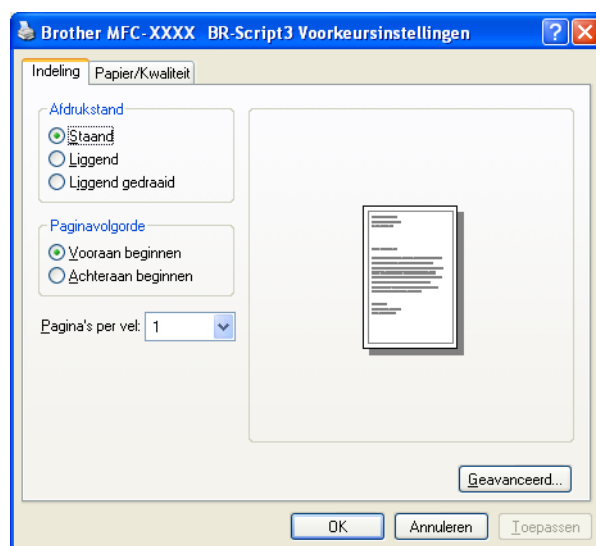 Brother MFC-XXXX BR-Script3 Voorkeursinstellingen
Indeling Papier/Kwaliteit
Afdrukstand
Staand
Liggend
Liggend gedraaid
Paginavolgorde
Vooraan beginnen
Achteraan beginnen
Pagina's per vel: 1
Geavanceerd...
OK Annuleren Toepassen